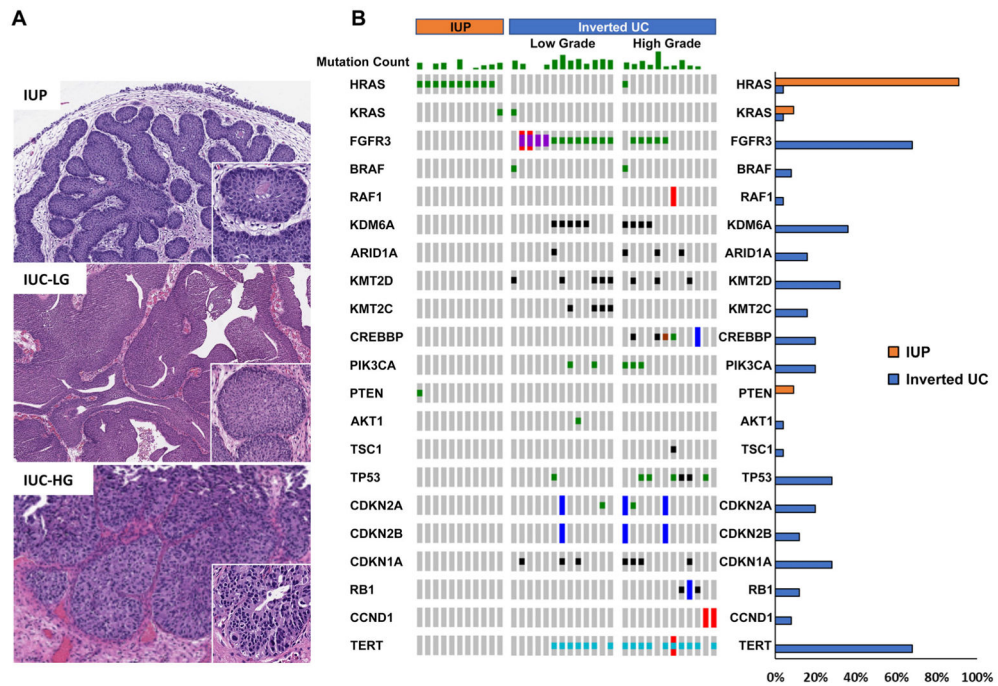 A
B
IUP
IUC-LG
IUC-HG
IUP
Inverted UC
Low Grade
High Grade
Mutation Count
HRAS
HRAS
KRAS
KRAS
FGFR3
FGFR3
BRAF
BRAF
RAF1
RAF1
KDM6A
KDM6A
ARID1A
ARID1A
KMT2D
KMT2D
KMT2C
KMT2C
CREBBP
CREBBP
PIK3CA
PIK3CA
PTEN
PTEN
AKT1
AKT1
TSC1
TSC1
TP53
TP53
CDKN2A
CDKN2A
CDKN2B
CDKN2B
CDKN1A
CDKN1A
RB1
RB1
CCND1
CCND1
TERT
TERT
IUP
Inverted UC
0% 20% 40% 60% 80% 100%